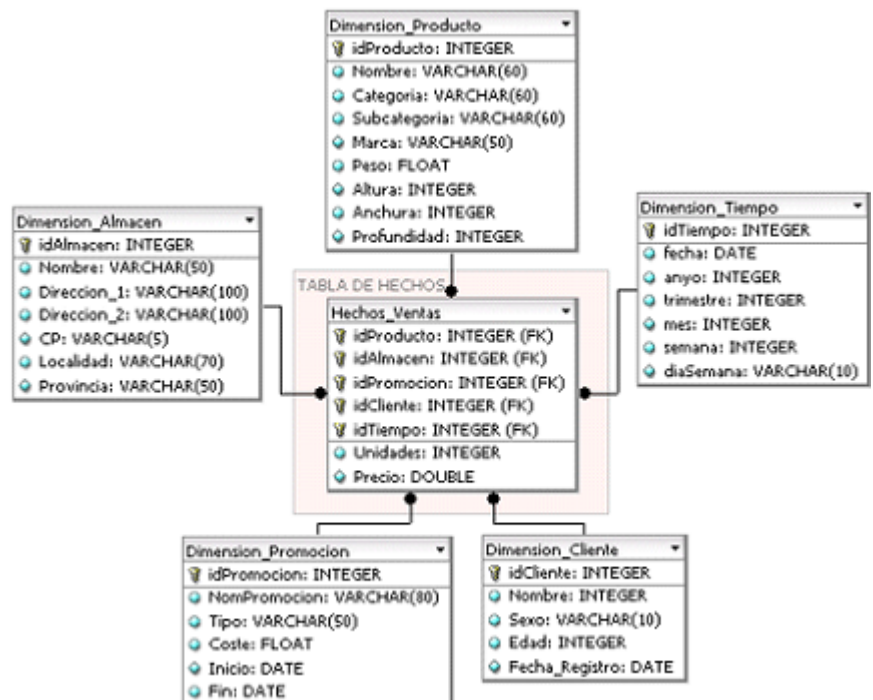 Dimension_Producto
idProducto: INTEGER
Nombre: VARCHAR(60)
Categoria: VARCHAR(60)
Subcategoria: VARCHAR(60)
Marca: VARCHAR(50)
Peso: FLOAT
Altura: INTEGER
Anchura: INTEGER
Profundidad: INTEGER
Dimension_Almacen
idAlmacen: INTEGER
Nombre: VARCHAR(50)
Direccion_1: VARCHAR(100)
Direccion_2: VARCHAR(100)
CP: VARCHAR(5)
Localidad: VARCHAR(70)
Provincia: VARCHAR(50)
Dimension_Tiempo
idTiempo: INTEGER
fecha: DATE
anyo: INTEGER
trimestre: INTEGER
mes: INTEGER
semana: INTEGER
diaSemana: VARCHAR(10)
TABLA DE HECHOS
Hechos_Ventas
idProducto: INTEGER (FK)
idAlmacen: INTEGER (FK)
idPromocion: INTEGER (FK)
idCliente: INTEGER (FK)
idTiempo: INTEGER (FK)
Unidades: INTEGER
Precio: DOUBLE
Dimension_Promocion
idPromocion: INTEGER
NomPromocion: VARCHAR(80)
Tipo: VARCHAR(50)
Coste: FLOAT
Inicio: DATE
Fin: DATE
Dimension_Cliente
idCliente: INTEGER
Nombre: INTEGER
Sexo: VARCHAR(10)
Edad: INTEGER
Fecha_Registro: DATE